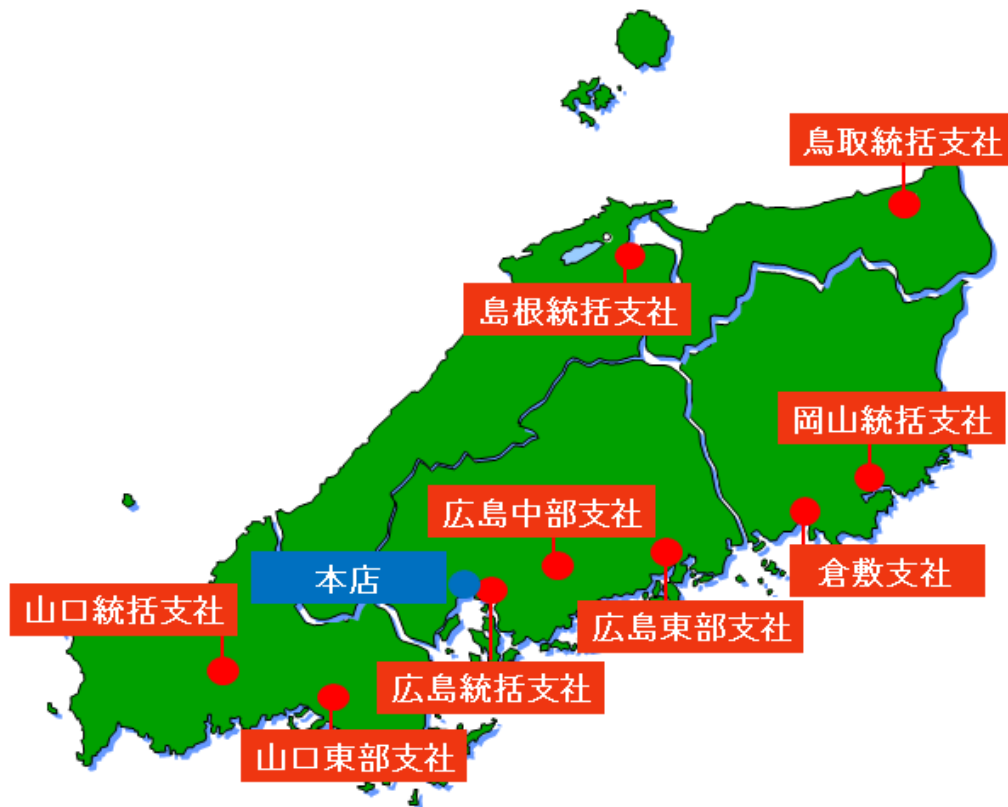 鳥取統括支社
島根統括支社
岡山統括支社
広島中部支社
本店
倉敷支社
山口統括支社
広島東部支社
広島統括支社
山口東部支社